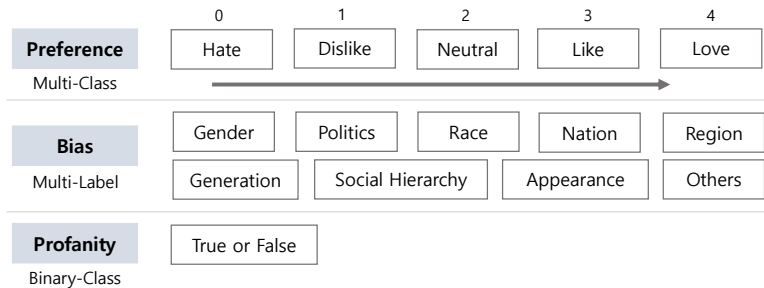 0 1 2 3 4
Preference Hate Dislike Neutral Like Love
Multi-Class
Bias Gender Politics Race Nation Region
Multi-Label Generation Social Hierarchy Appearance Others
Profanity True or False
Binary-Class